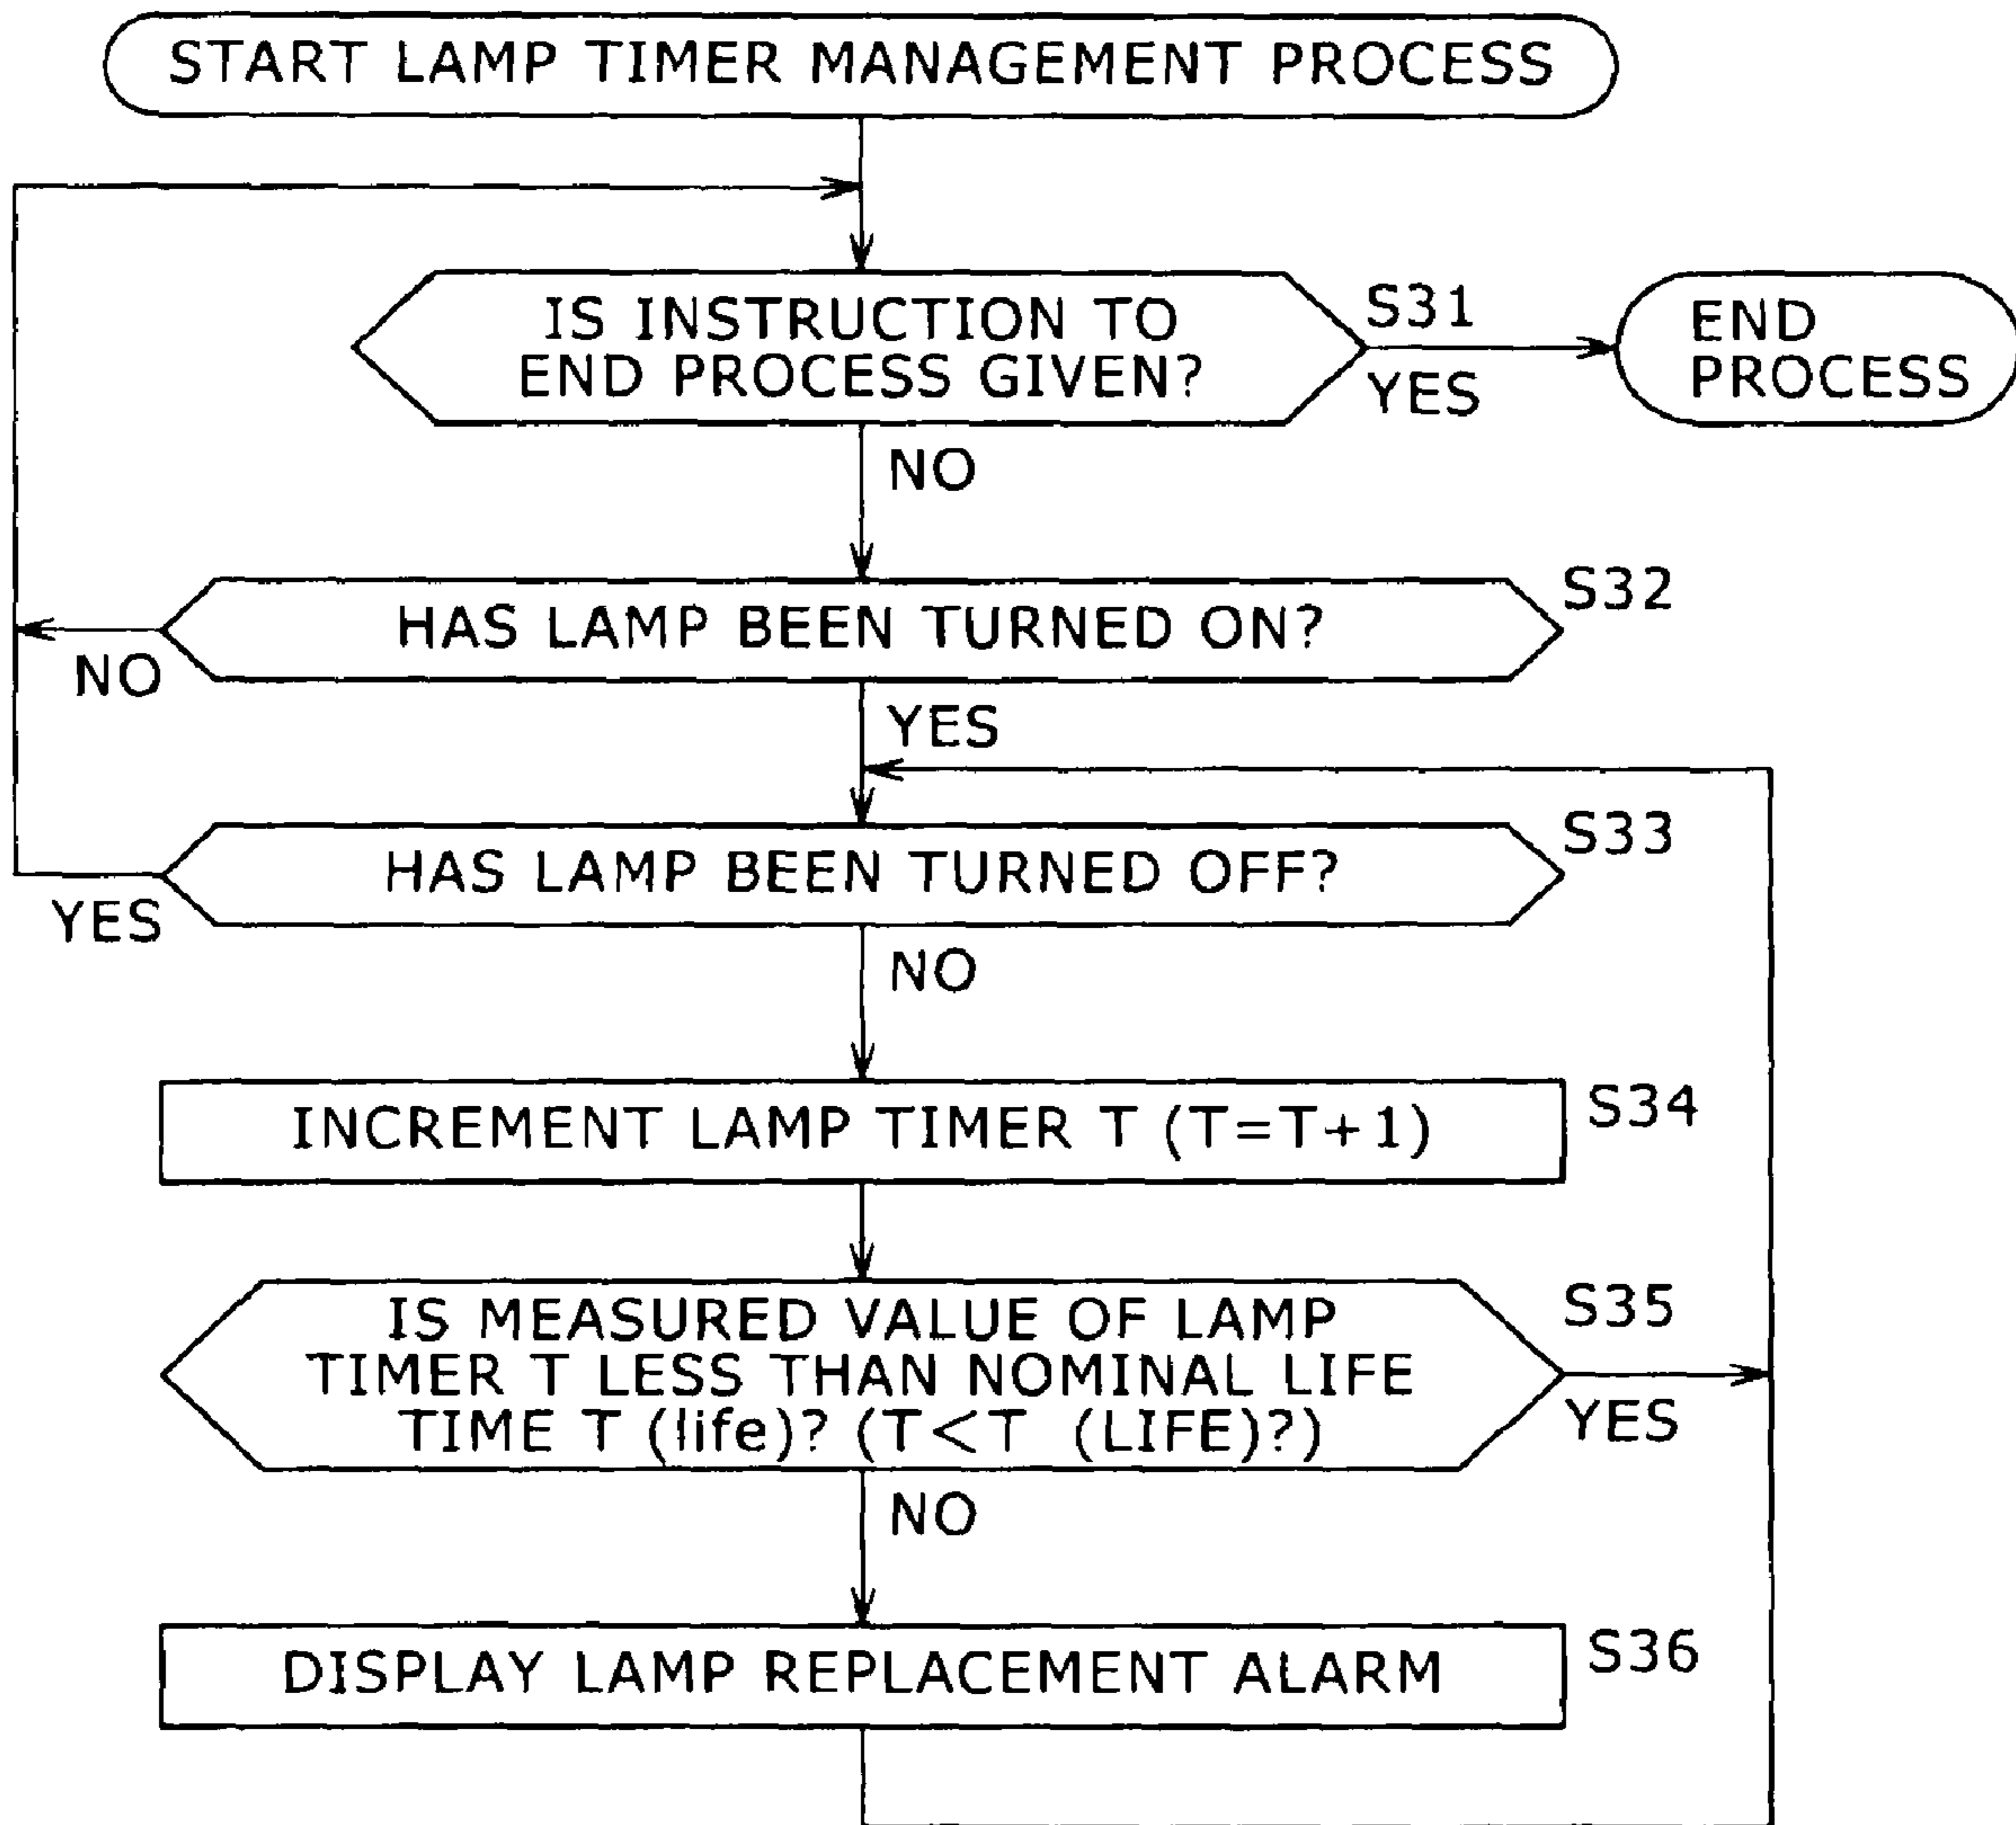 START LAMP TIMER MANAGEMENT PROCESS
IS INSTRUCTION TO
END PROCESS GIVEN?
S31
YES
END
PROCESS
NO
HAS LAMP BEEN TURNED ON?
S32
NO
YES
HAS LAMP BEEN TURNED OFF?
S33
YES
NO
INCREMENT LAMP TIMER T (T=T+1)
S34
IS MEASURED VALUE OF LAMP
TIMER T LESS THAN NOMINAL LIFE
TIME T (life)? (T<T (LIFE)?)
S35
YES
NO
DISPLAY LAMP REPLACEMENT ALARM
S36